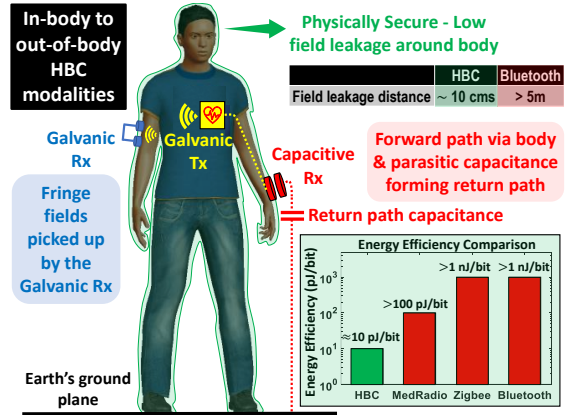 In-body to
out-of-body
HBC
modalities
Physically Secure - Low
field leakage around body
HBC Bluetooth
Field leakage distance ~ 10 cms > 5m
Galvanic
Rx
Galvanic
Tx
Capacitive
Rx
Forward path via body
& parasitic capacitance
forming return path
Fringe
fields
picked up
by the
Galvanic Rx
Return path capacitance
Energy Efficiency Comparison
Energy Efficiency (pJ/bit)
10³
10²
10¹
10⁰
≈10 pJ/bit
>100 pJ/bit
>1 nJ/bit
>1 nJ/bit
HBC MedRadio Zigbee Bluetooth
Earth's ground
plane